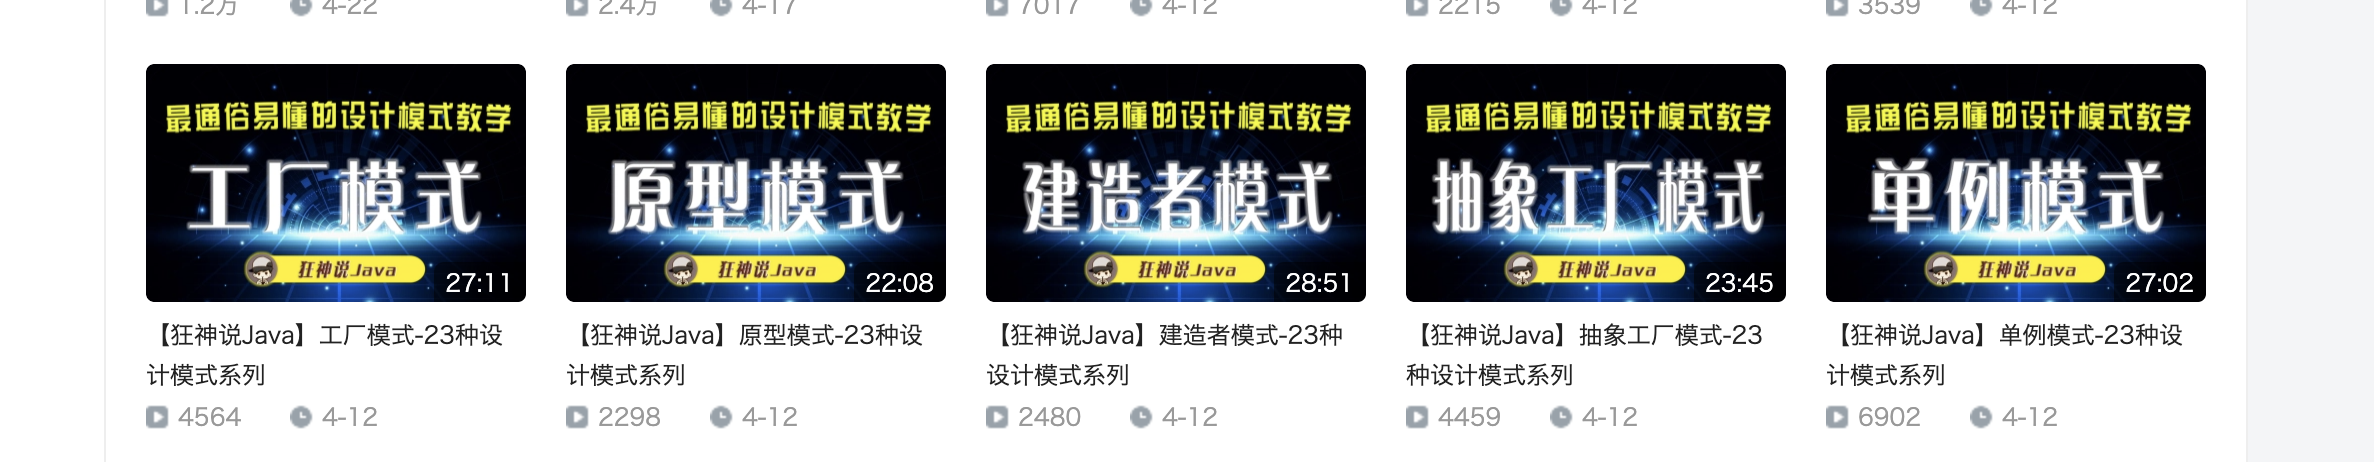 1.2万 4-22 2.4万 4-17 7017 4-12 2215 4-12 3539 4-12
最通俗易懂的设计模式教学
工厂模式
狂神说Java
27:11
【狂神说Java】工厂模式-23种设
计模式系列
4564 4-12
最通俗易懂的设计模式教学
原型模式
狂神说Java
22:08
【狂神说Java】原型模式-23种设
计模式系列
2298 4-12
最通俗易懂的设计模式教学
建造者模式
狂神说Java
28:51
【狂神说Java】建造者模式-23种
设计模式系列
2480 4-12
最通俗易懂的设计模式教学
抽象工厂模式
狂神说Java
23:45
【狂神说Java】抽象工厂模式-23
种设计模式系列
4459 4-12
最通俗易懂的设计模式教学
单例模式
狂神说Java
27:02
【狂神说Java】单例模式-23种设
计模式系列
6902 4-12